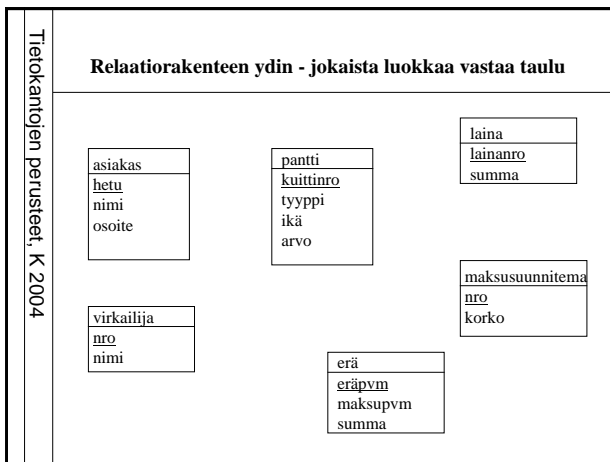 Tietokantojen perusteet, K 2004
Relaatiorakenteen ydin - jokaista luokkaa vastaa taulu
asiakas
hetu
nimi
osoite
pantti
kuittinro
tyyppi
ikä
arvo
laina
lainanro
summa
maksusuunnitema
nro
korko
virkailija
nro
nimi
erä
eräpvm
maksupvm
summa